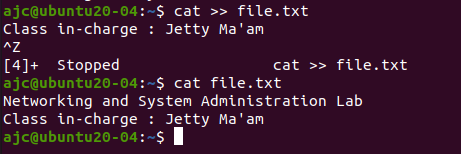 ajc@ubuntu20-04:~$ cat >> file.txt
Class in-charge : Jetty Ma'am
^Z
[4]+  Stopped                 cat >> file.txt
ajc@ubuntu20-04:~$ cat file.txt
Networking and System Administration Lab
Class in-charge : Jetty Ma'am
ajc@ubuntu20-04:~$